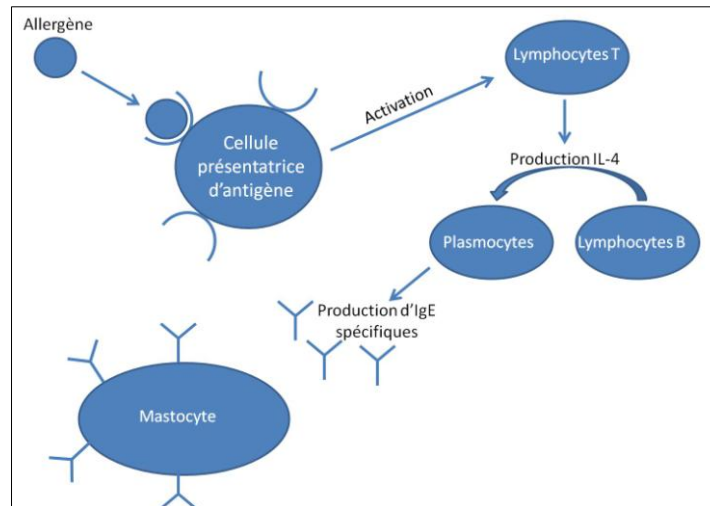 Allergène
Cellule
présentatrice
d'antigène
Activation
Lymphocytes T
Production IL-4
Plasmocytes
Lymphocytes B
Production d'IgE
spécifiques
Mastocyte